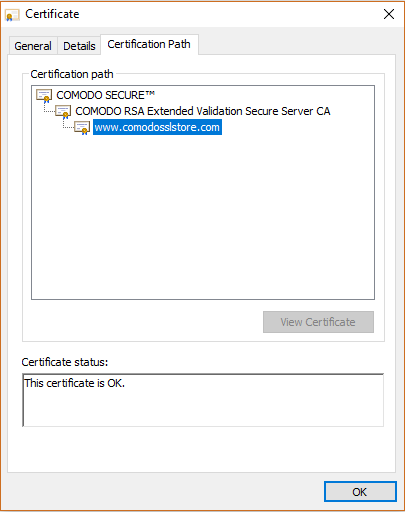 Certificate
General
Details
Certification Path
Certification path
COMODO SECURE™
COMODO RSA Extended Validation Secure Server CA
www.comodosslstore.com
View Certificate
Certificate status:
This certificate is OK.
OK